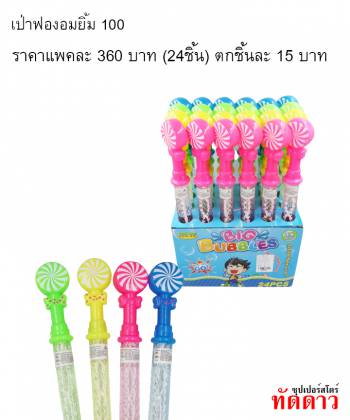 เป่าฟองอมยิ้ม 100
ราคาแพคละ 360 บาท (24ชิ้น) ตกชิ้นละ 15 บาท
BIG
BUBBLES
24PCS
ซุปเปอร์สโตร์
ทัดดาว